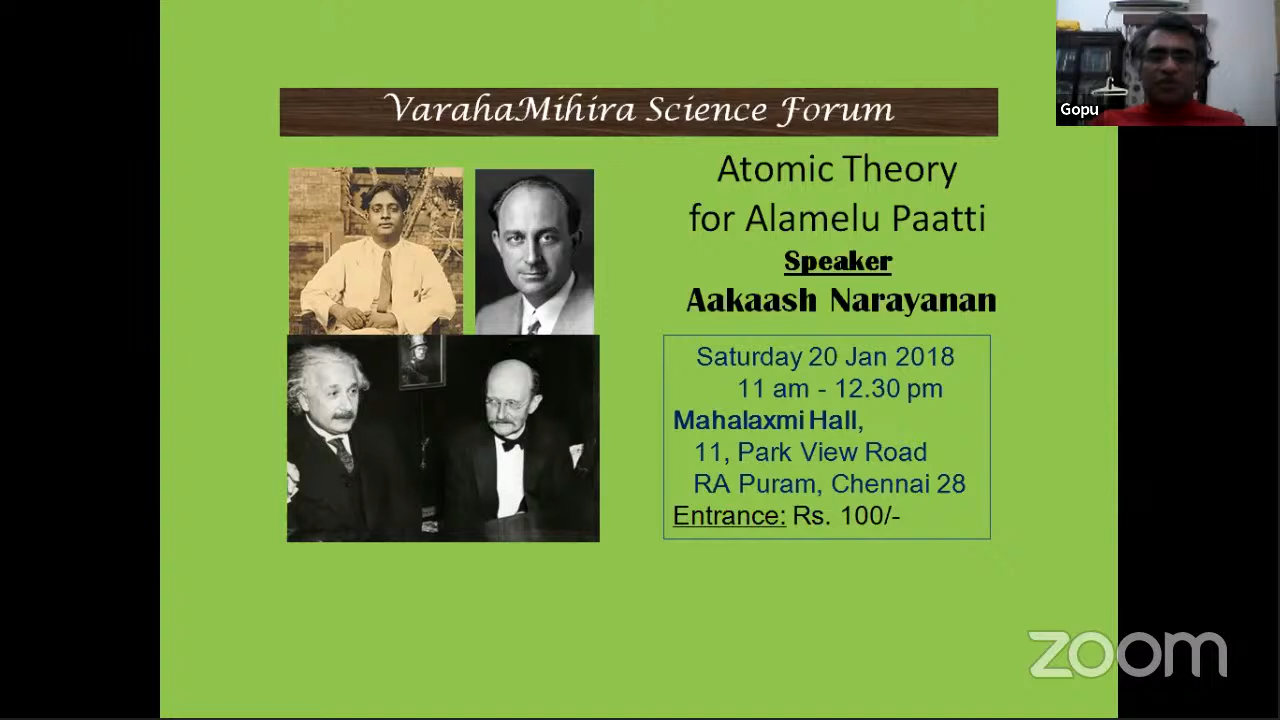 VarahaMihira Science Forum
Gopu
Atomic Theory
for Alamelu Paatti
Speaker
Aakaash Narayanan
Saturday 20 Jan 2018
11 am - 12.30 pm
Mahalaxmi Hall,
11, Park View Road
RA Puram, Chennai 28
Entrance: Rs. 100/-
zoom